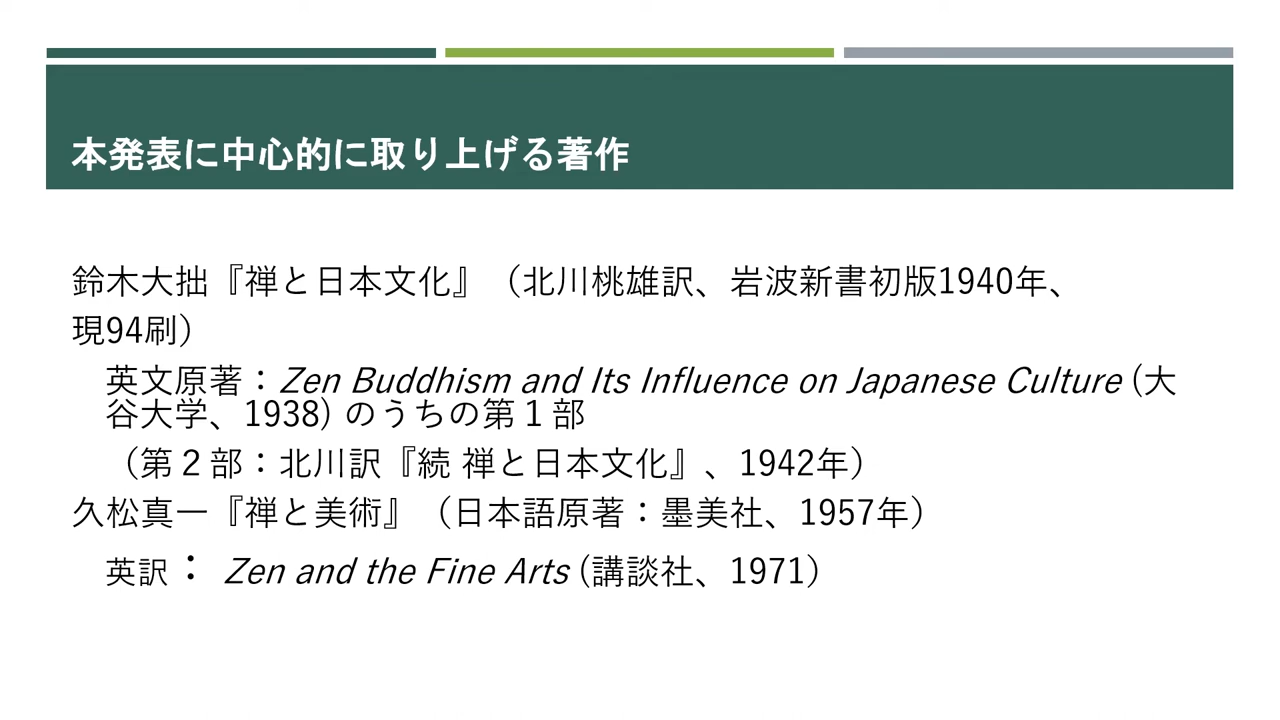 本発表に中心的に取り上げる著作
鈴木大拙『禅と日本文化』（北川桃雄訳、岩波新書初版1940年、
現94刷）
英文原著：Zen Buddhism and Its Influence on Japanese Culture (大
谷大学、1938) のうちの第１部
（第２部：北川訳『続 禅と日本文化』、1942年）
久松真一『禅と美術』（日本語原著：墨美社、1957年）
英訳： Zen and the Fine Arts (講談社、1971)